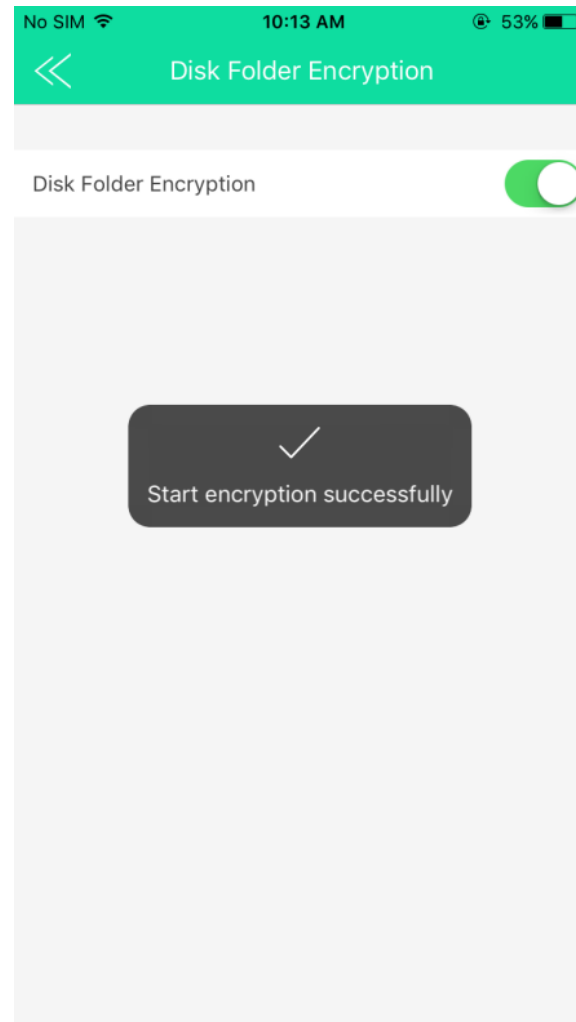 No SIM 10:13 AM 53%
Disk Folder Encryption
Disk Folder Encryption
Start encryption successfully